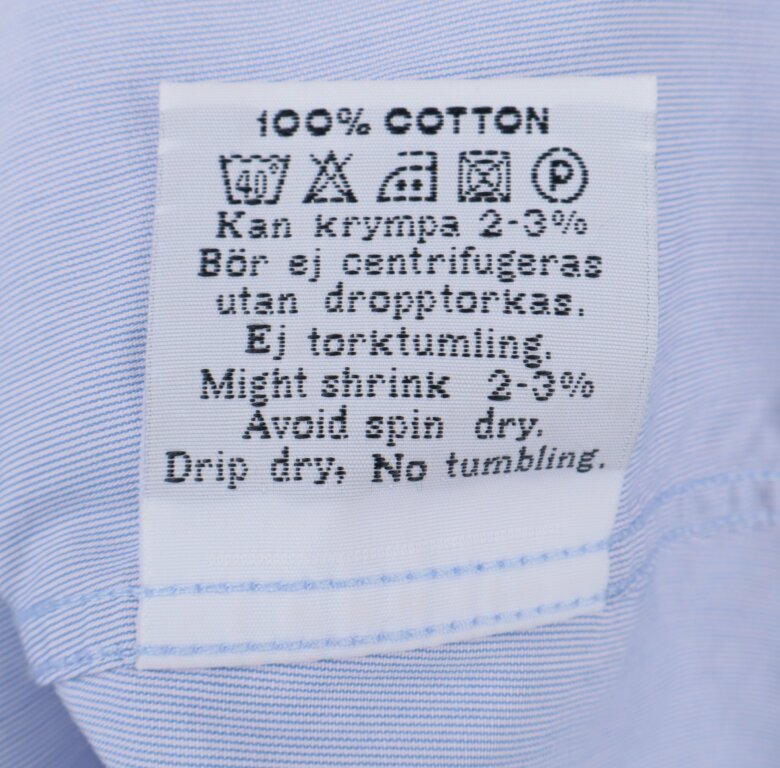 100% COTTON
40° P
Kan krympa 2-3%
Bör ej centrifugeras
utan dropptorkas.
Ej torktumling.
Might shrink 2-3%
Avoid spin dry.
Drip dry, No tumbling.